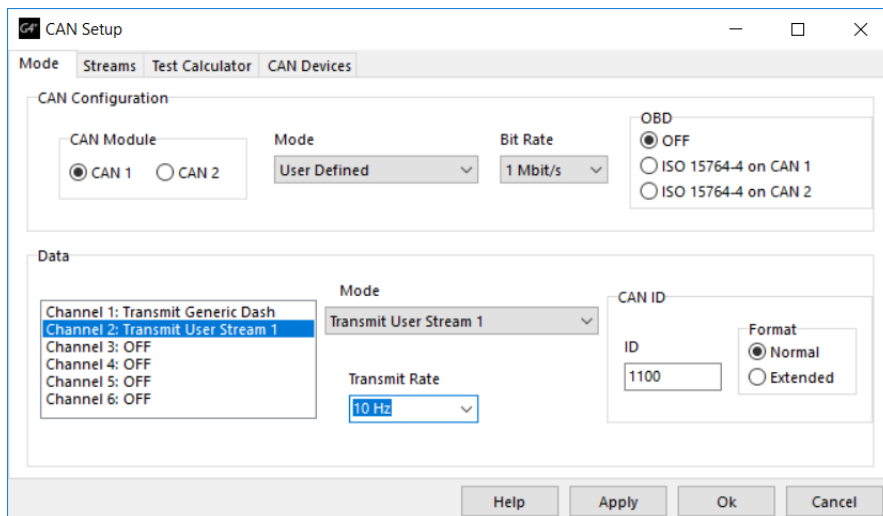 G4+ CAN Setup
Mode Streams Test Calculator CAN Devices
CAN Configuration
CAN Module
CAN 1 CAN 2
Mode
User Defined
Bit Rate
1 Mbit/s
OBD
OFF
ISO 15764-4 on CAN 1
ISO 15764-4 on CAN 2
Data
Channel 1: Transmit Generic Dash
Channel 2: Transmit User Stream 1
Channel 3: OFF
Channel 4: OFF
Channel 5: OFF
Channel 6: OFF
Mode
Transmit User Stream 1
Transmit Rate
10 Hz
CAN ID
ID
1100
Format
Normal
Extended
Help Apply Ok Cancel